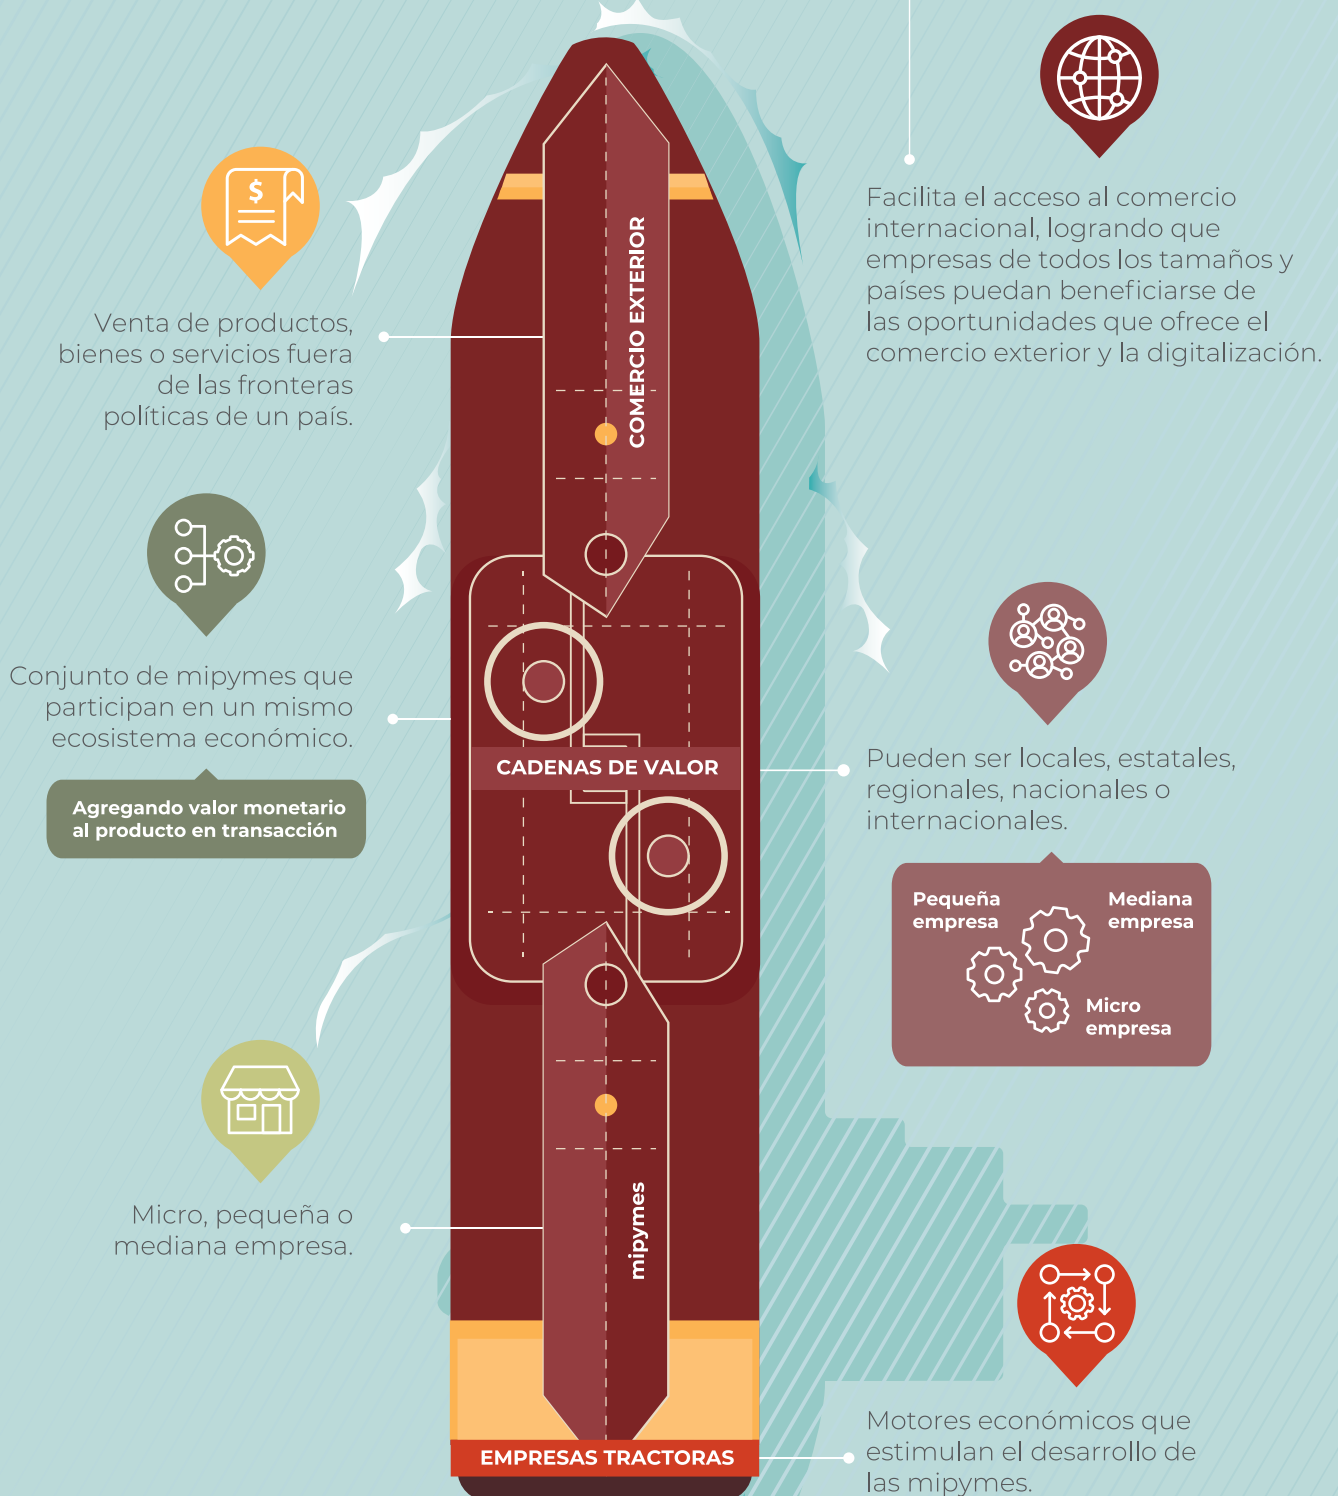 Facilita el acceso al comercio
internacional, logrando que
empresas de todos los tamaños y
países puedan beneficiarse de
las oportunidades que ofrece el
comercio exterior y la digitalización.
$
Venta de productos,
bienes o servicios fuera
de las fronteras
políticas de un país.
COMERCIO EXTERIOR
Conjunto de mipymes que
participan en un mismo
ecosistema económico.
Agregando valor monetario
al producto en transacción
CADENAS DE VALOR
Pueden ser locales, estatales,
regionales, nacionales o
internacionales.
Pequeña
empresa
Mediana
empresa
Micro
empresa
Micro, pequeña o
mediana empresa.
mipymes
EMPRESAS TRACTORAS
Motores económicos que
estimulan el desarrollo de
las mipymes.